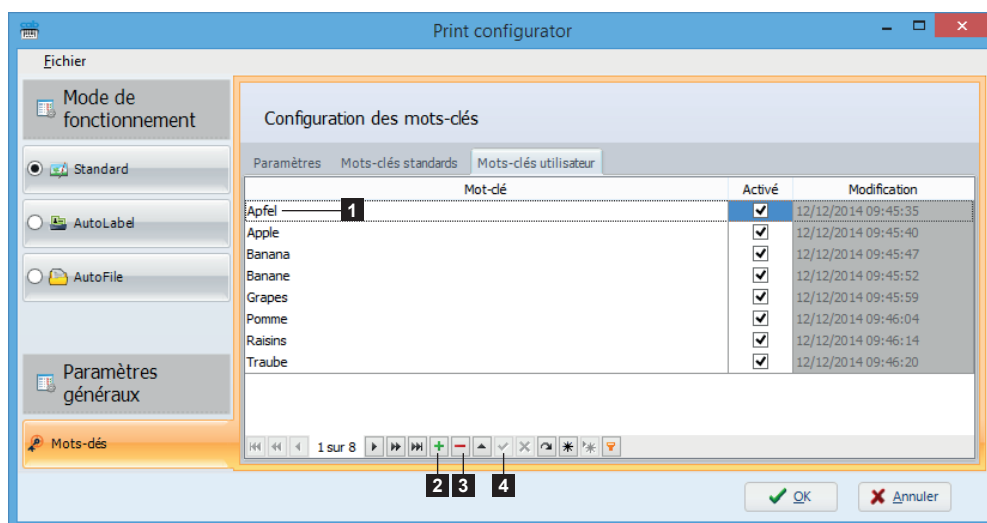 cab
Print configurator
Fichier
Mode de
fonctionnement
Standard
AutoLabel
AutoFile
Paramètres
généraux
Mots-clés
Configuration des mots-clés
Paramètres Mots-clés standards Mots-clés utilisateur
Mot-clé Activé Modification
Apfel 1 12/12/2014 09:45:35
Apple 12/12/2014 09:45:40
Banana 12/12/2014 09:45:47
Banane 12/12/2014 09:45:52
Grapes 12/12/2014 09:45:59
Pomme 12/12/2014 09:46:04
Raisins 12/12/2014 09:46:14
Traube 12/12/2014 09:46:20
1 sur 8
2 3 4
OK Annuler